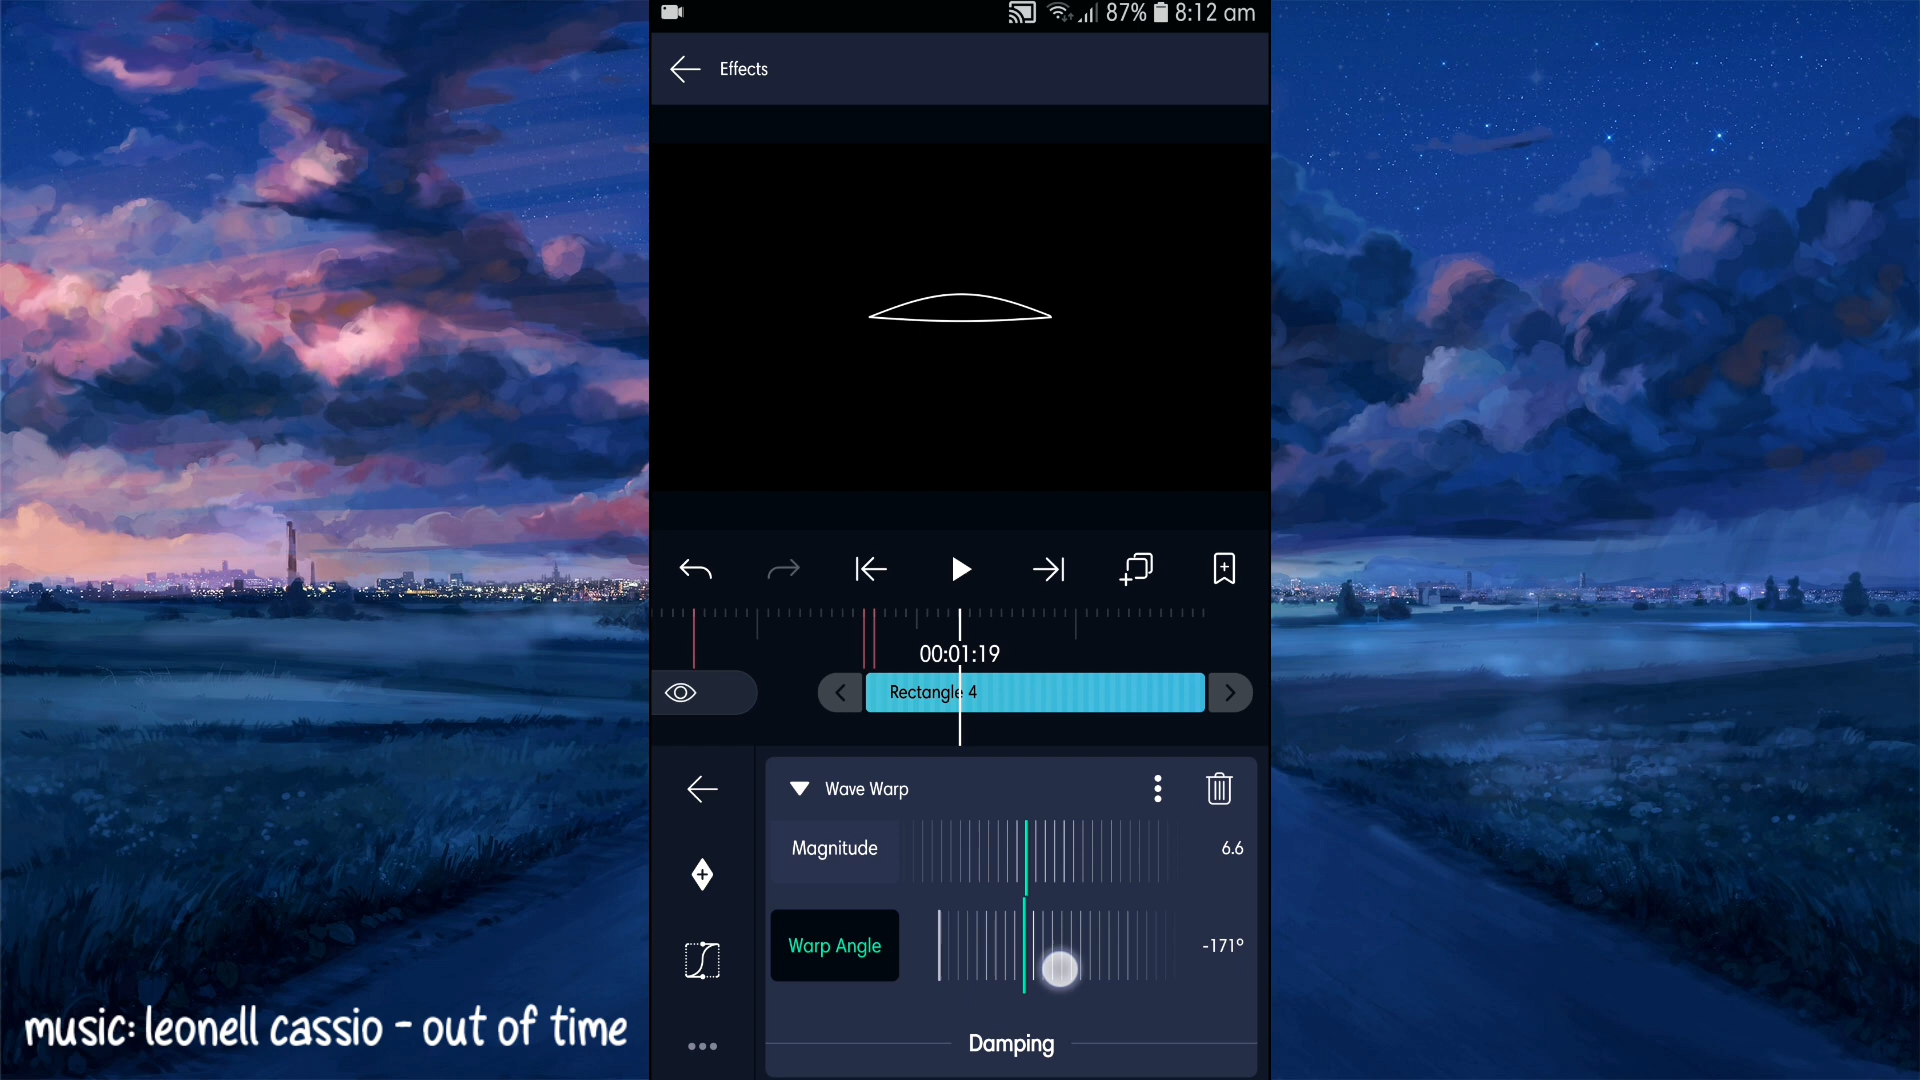 87% 8:12 am
Effects
00:01:19
Rectangle 4
Wave Warp
Magnitude 6.6
Warp Angle -171°
Damping
music: leonell cassio - out of time